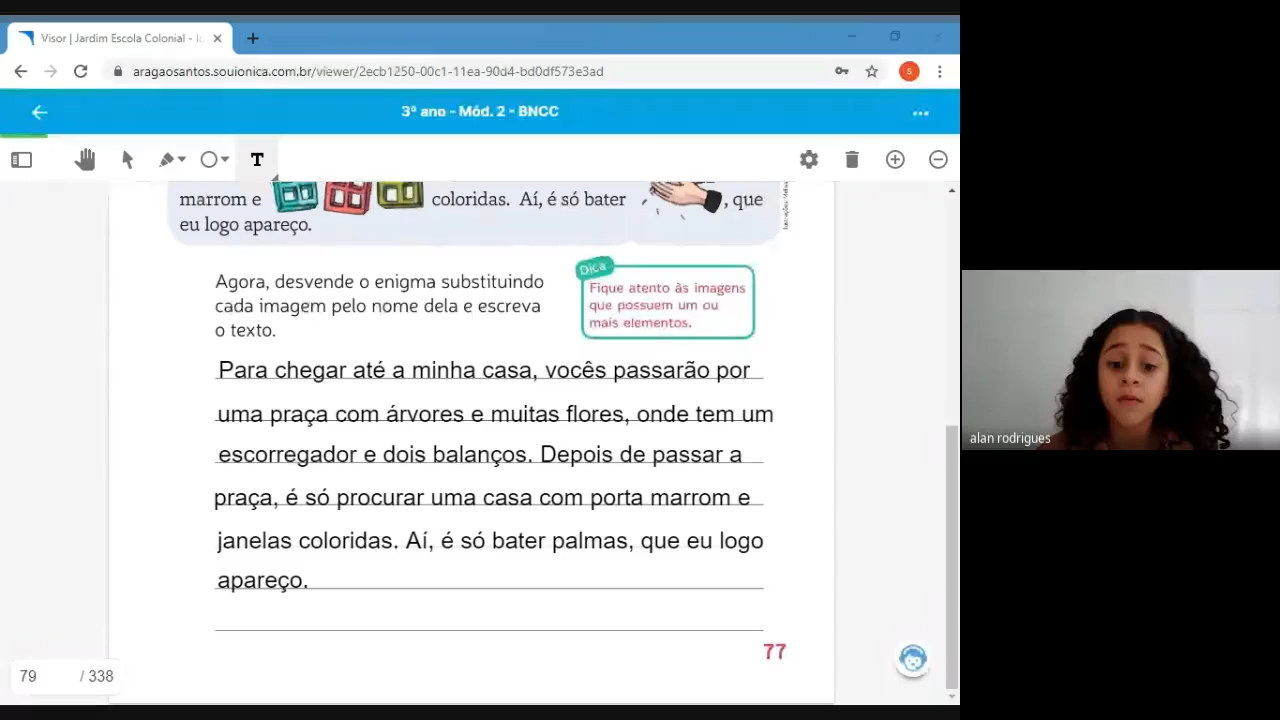 Visor | Jardim Escola Colonial - Io
aragaosantos.souionica.com.br/viewer/2ecb1250-00c1-11ea-90d4-bd0df573e3ad
S
3º ano - Mód. 2 - BNCC
T
marrom e coloridas. Aí, é só bater , que
eu logo apareço.
Agora, desvende o enigma substituindo
cada imagem pelo nome dela e escreva
o texto.
Dica
Fique atento às imagens
que possuem um ou
mais elementos.
Para chegar até a minha casa, vocês passarão por
uma praça com árvores e muitas flores, onde tem um
escorregador e dois balanços. Depois de passar a
praça, é só procurar uma casa com porta marrom e
janelas coloridas. Aí, é só bater palmas, que eu logo
apareço.
77
79 / 338
alan rodrigues